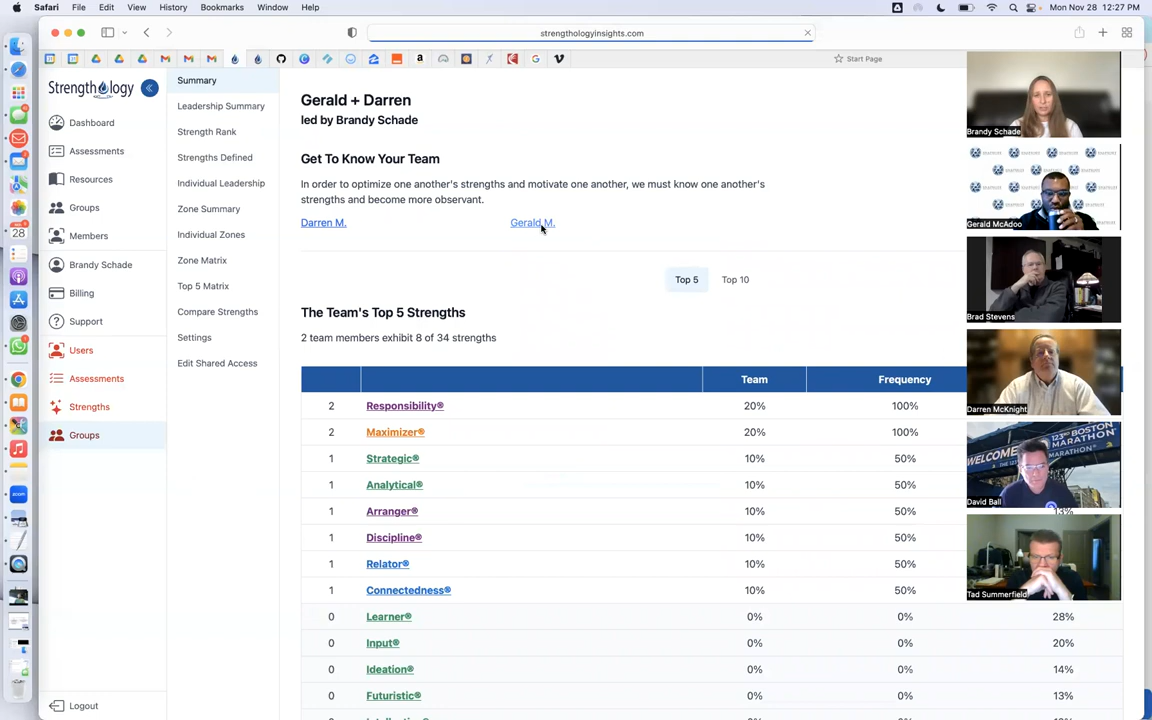 Safari File Edit View History Bookmarks Window Help Mon Nov 28 12:27 PM
strengthologyinsights.com
Start Page
Strengthology
Dashboard
Assessments
Resources
Groups
Members
Brandy Schade
Billing
Support
Users
Assessments
Strengths
Groups
Logout
Summary
Leadership Summary
Strength Rank
Strengths Defined
Individual Leadership
Zone Summary
Individual Zones
Zone Matrix
Top 5 Matrix
Compare Strengths
Settings
Edit Shared Access
Gerald + Darren
led by Brandy Schade
Get To Know Your Team
In order to optimize one another's strengths and motivate one another, we must know one another's
strengths and become more observant.
Darren M. Gerald M.
Top 5 Top 10
The Team's Top 5 Strengths
2 team members exhibit 8 of 34 strengths
Team Frequency
2 Responsibility® 20% 100%
2 Maximizer® 20% 100%
1 Strategic® 10% 50%
1 Analytical® 10% 50%
1 Arranger® 10% 50% 13%
1 Discipline® 10% 50%
1 Relator® 10% 50%
1 Connectedness® 10% 50%
0 Learner® 0% 0% 28%
0 Input® 0% 0% 20%
0 Ideation® 0% 0% 14%
0 Futuristic® 0% 0% 13%
Brandy Schade
Gerald McAdoo
Brad Stevens
Darren McKnight
WELCOME
123RD BOSTON
MARATHON
David Ball
Tad Summerfield
28